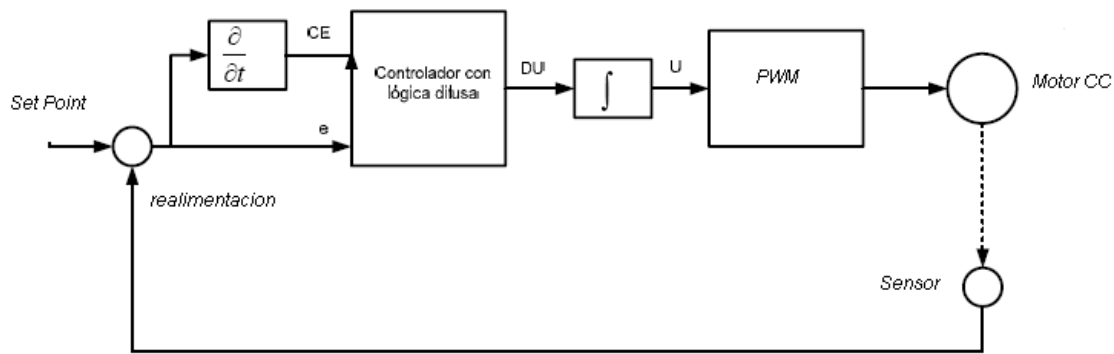 ∂
∂t
CE
Controlador con
lógica difusa
DU
∫
U
PWM
Motor CC
Set Point
e
realimentacion
Sensor